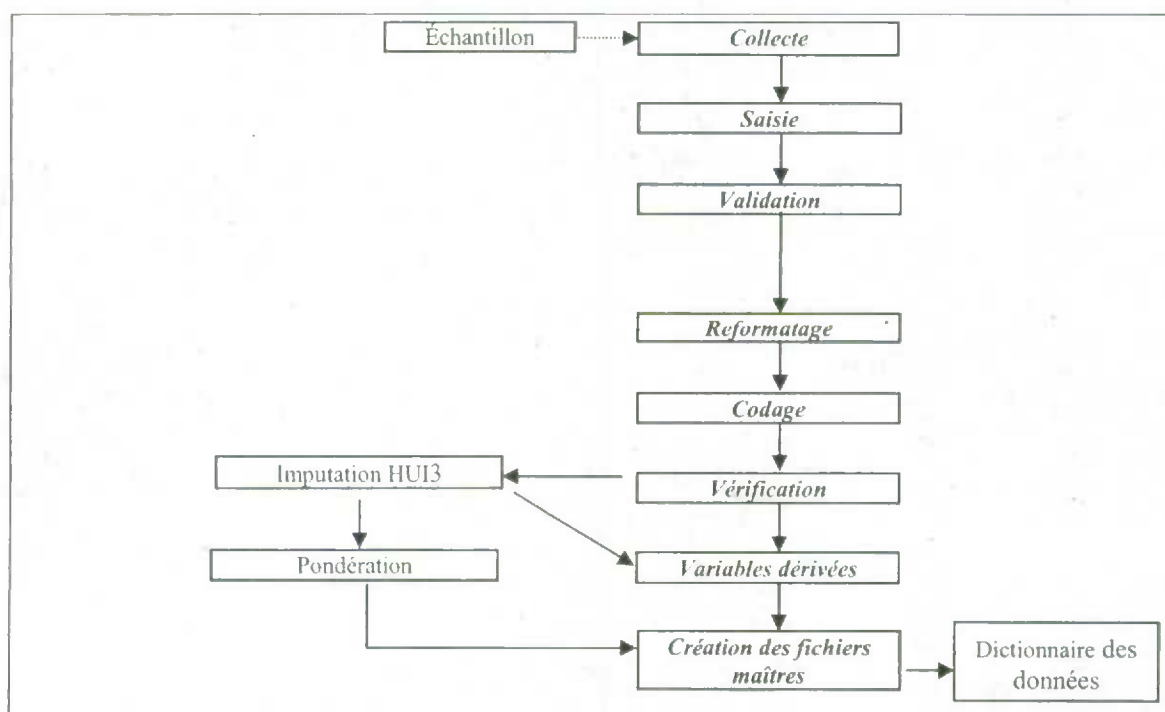 Échantillon
Collecte
Saisie
Validation
Reformatage
Codage
Imputation HUI3
Vérification
Pondération
Variables dérivées
Création des fichiers
maîtres
Dictionnaire des
données